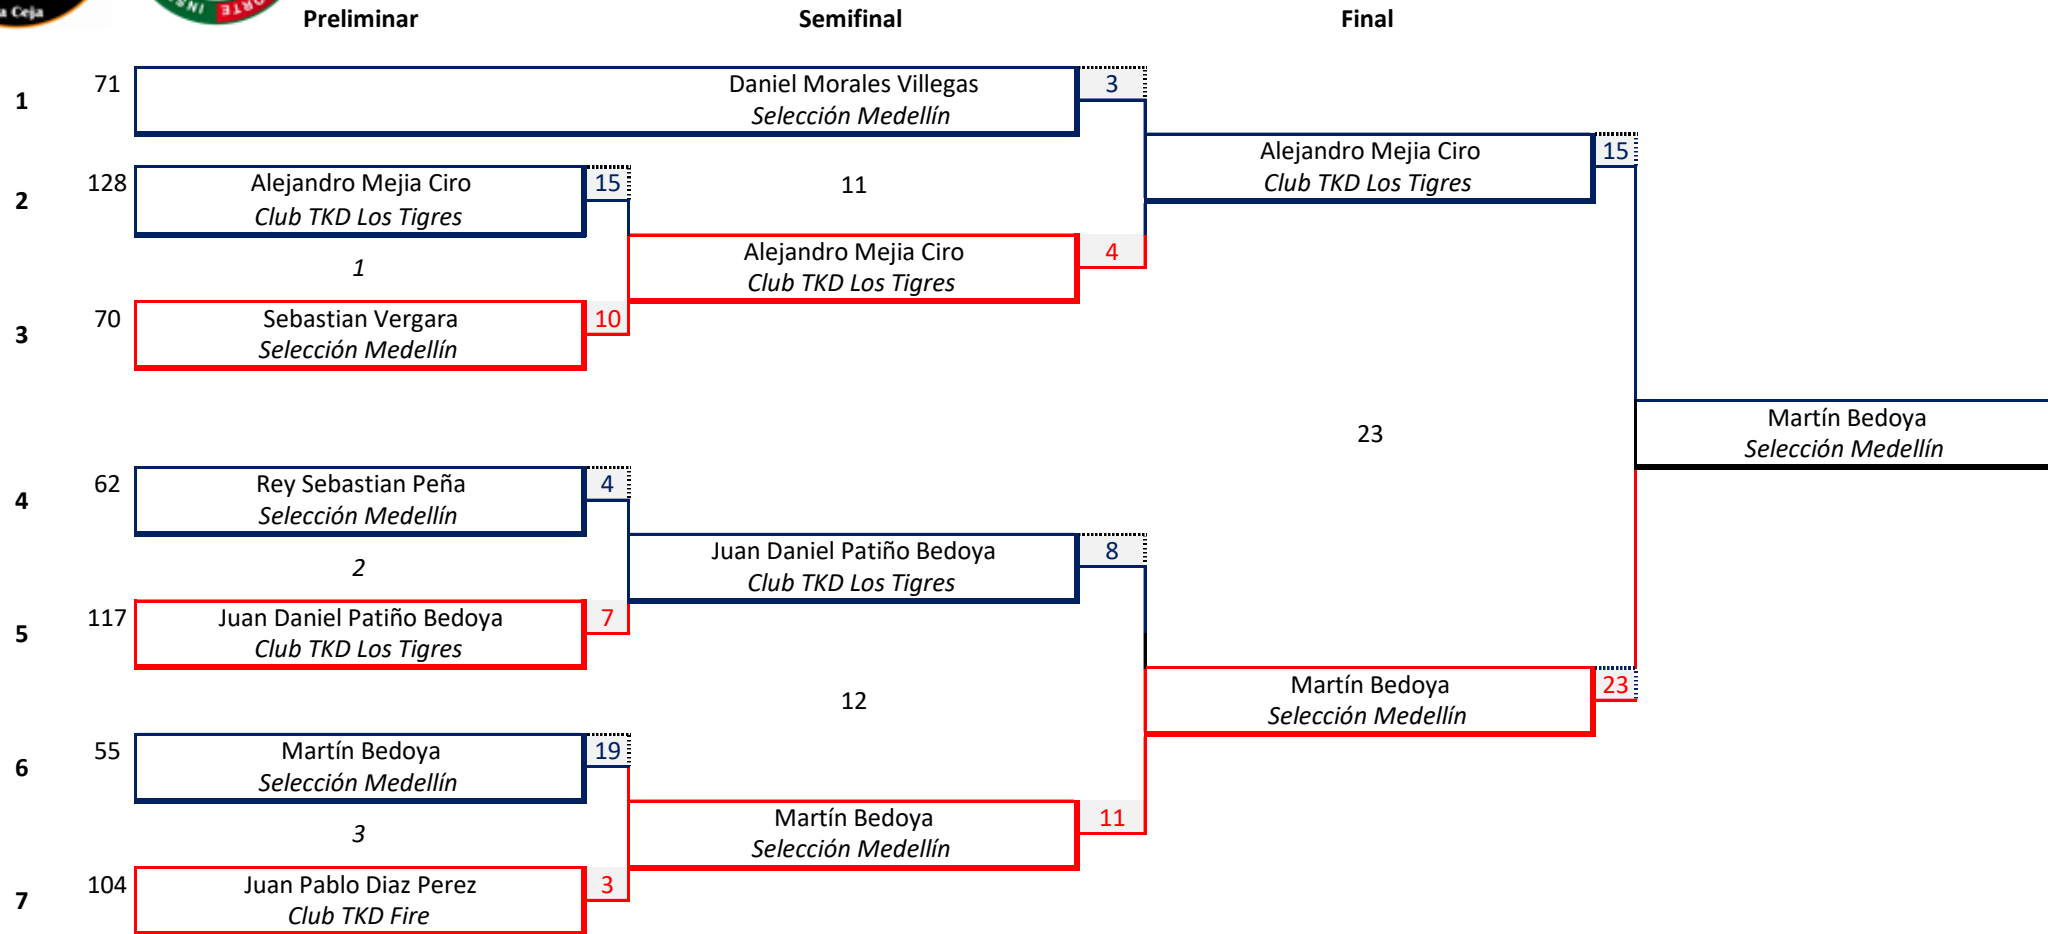 a Ceja
INSTI
ORTE
Preliminar
Semifinal
Final
1
71
Daniel Morales Villegas
3
Selección Medellín
Alejandro Mejia Ciro
15
Club TKD Los Tigres
2
128
Alejandro Mejia Ciro
15
11
Club TKD Los Tigres
1
Alejandro Mejia Ciro
4
Club TKD Los Tigres
3
70
Sebastian Vergara
10
Selección Medellín
23
Martín Bedoya
Selección Medellín
4
62
Rey Sebastian Peña
4
Selección Medellín
2
Juan Daniel Patiño Bedoya
8
Club TKD Los Tigres
5
117
Juan Daniel Patiño Bedoya
7
Club TKD Los Tigres
12
Martín Bedoya
23
Selección Medellín
6
55
Martín Bedoya
19
Selección Medellín
3
Martín Bedoya
11
Selección Medellín
7
104
Juan Pablo Diaz Perez
3
Club TKD Fire